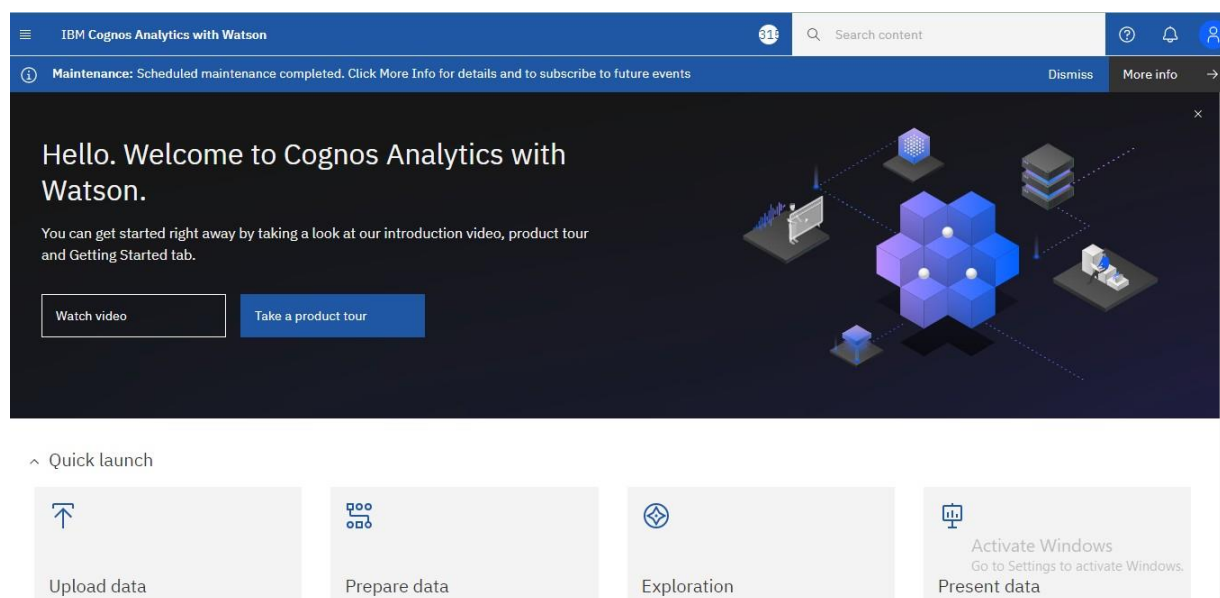 IBM Cognos Analytics with Watson
315
Search content
Maintenance: Scheduled maintenance completed. Click More Info for details and to subscribe to future events
Dismiss
More info
Hello. Welcome to Cognos Analytics with
Watson.
You can get started right away by taking a look at our introduction video, product tour
and Getting Started tab.
Watch video
Take a product tour
Quick launch
Upload data
Prepare data
Exploration
Present data
Activate Windows
Go to Settings to activate Windows.